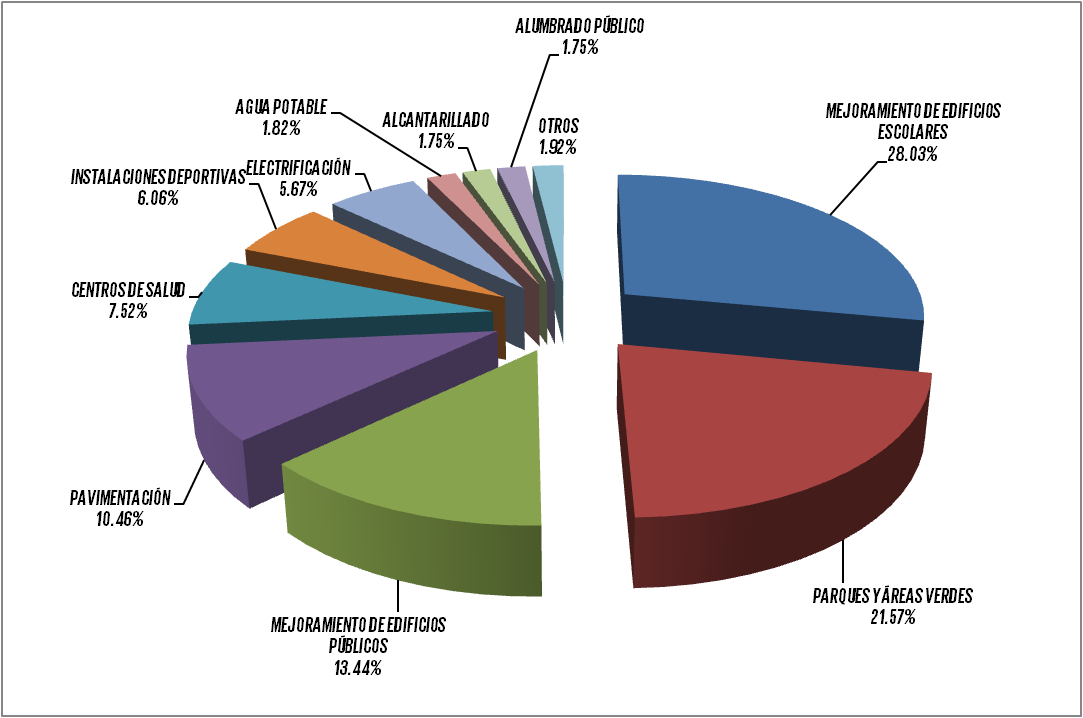 ALUMBRADO PÚBLICO
1.75%
MEJORAMIENTO DE EDIFICIOS
ESCOLARES
28.03%
AGUA POTABLE
1.82%
ALCANTARILLADO
1.75%
OTROS
1.92%
ELECTRIFICACIÓN
5.67%
INSTALACIONES DEPORTIVAS
6.06%
CENTROS DE SALUD
7.52%
PAVIMENTACIÓN
10.46%
PARQUES Y ÁREAS VERDES
21.57%
MEJORAMIENTO DE EDIFICIOS
PÚBLICOS
13.44%